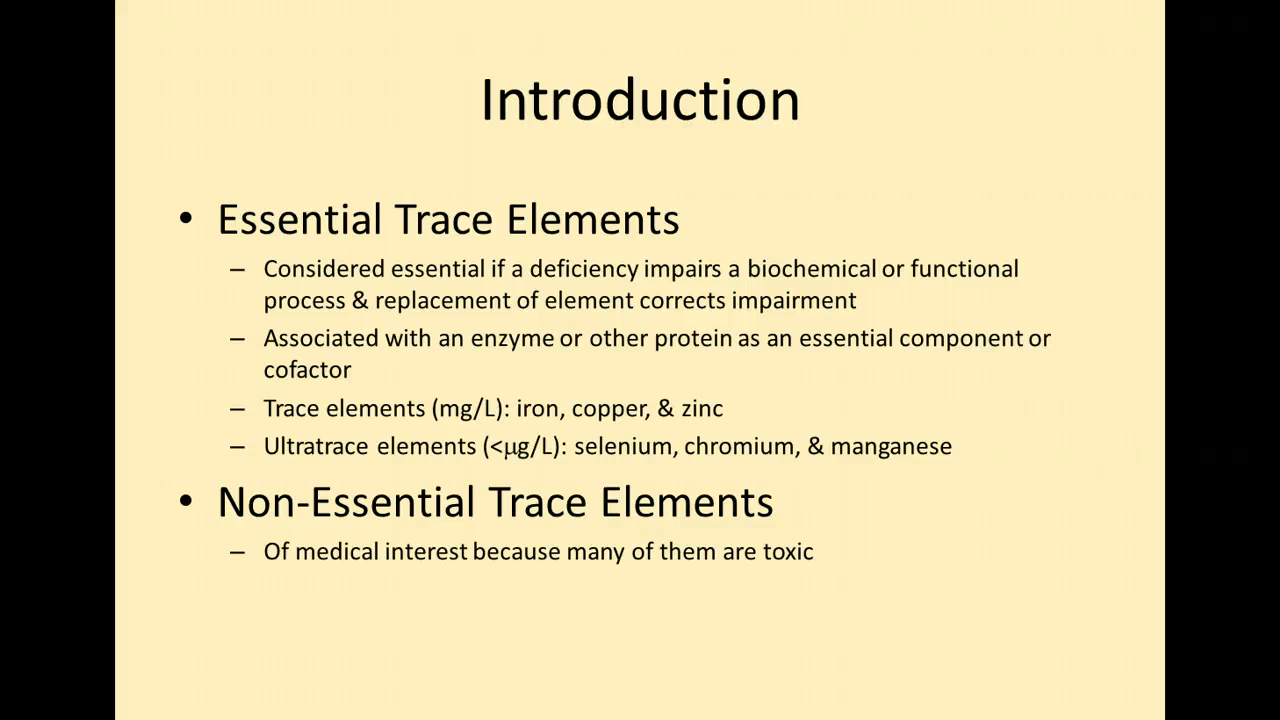 Introduction
• Essential Trace Elements
– Considered essential if a deficiency impairs a biochemical or functional
process & replacement of element corrects impairment
– Associated with an enzyme or other protein as an essential component or
cofactor
– Trace elements (mg/L): iron, copper, & zinc
– Ultratrace elements (<μg/L): selenium, chromium, & manganese
• Non-Essential Trace Elements
– Of medical interest because many of them are toxic